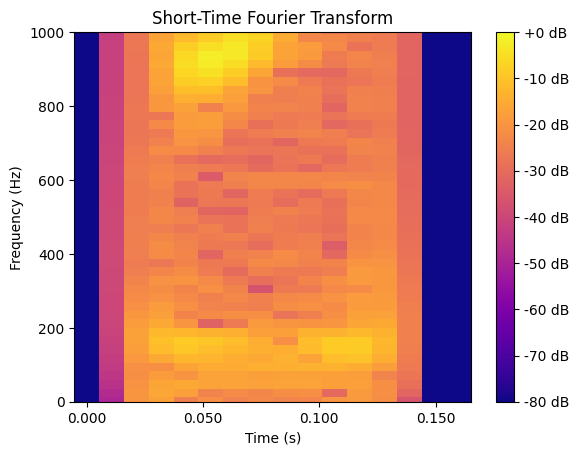 Short-Time Fourier Transform
Frequency (Hz)
1000
800
600
400
200
0
0.000
0.050
0.100
0.150
Time (s)
+0 dB
-10 dB
-20 dB
-30 dB
-40 dB
-50 dB
-60 dB
-70 dB
-80 dB